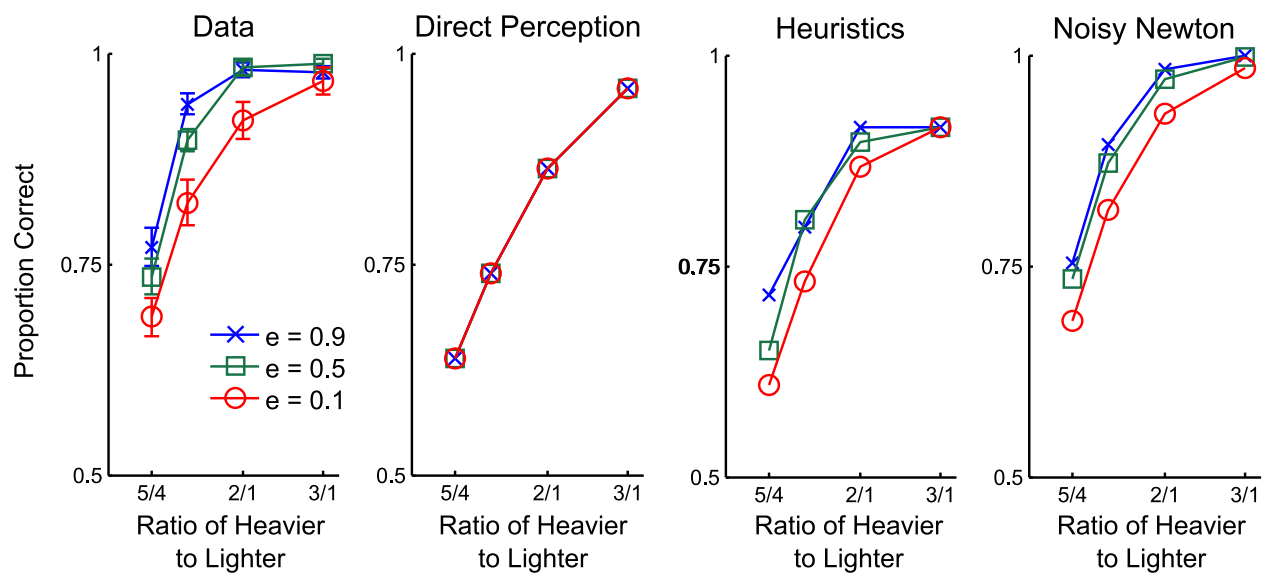 Data
Direct Perception
Heuristics
Noisy Newton
Proportion Correct
1
0.75
0.5
e = 0.9
e = 0.5
e = 0.1
5/4
2/1
3/1
Ratio of Heavier
to Lighter
1
0.75
0.5
5/4
2/1
3/1
Ratio of Heavier
to Lighter
1
0.75
0.5
5/4
2/1
3/1
Ratio of Heavier
to Lighter
1
0.75
0.5
5/4
2/1
3/1
Ratio of Heavier
to Lighter